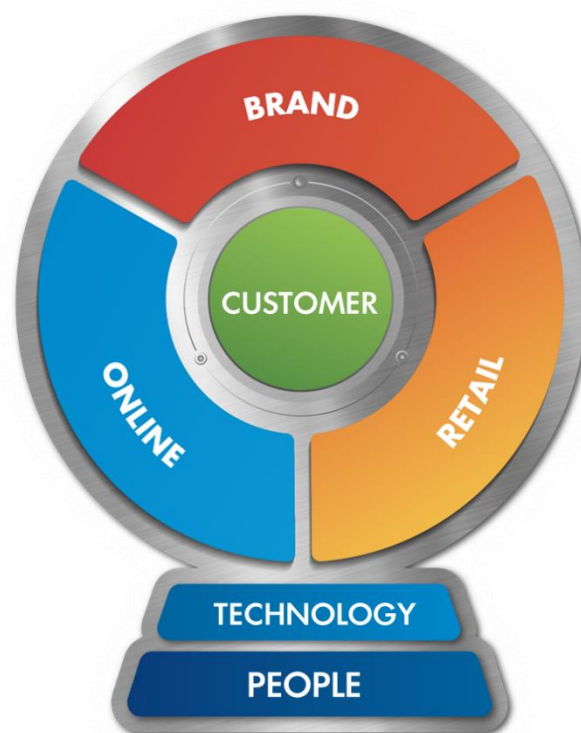 BRAND
CUSTOMER
ONLINE
RETAIL
TECHNOLOGY
PEOPLE